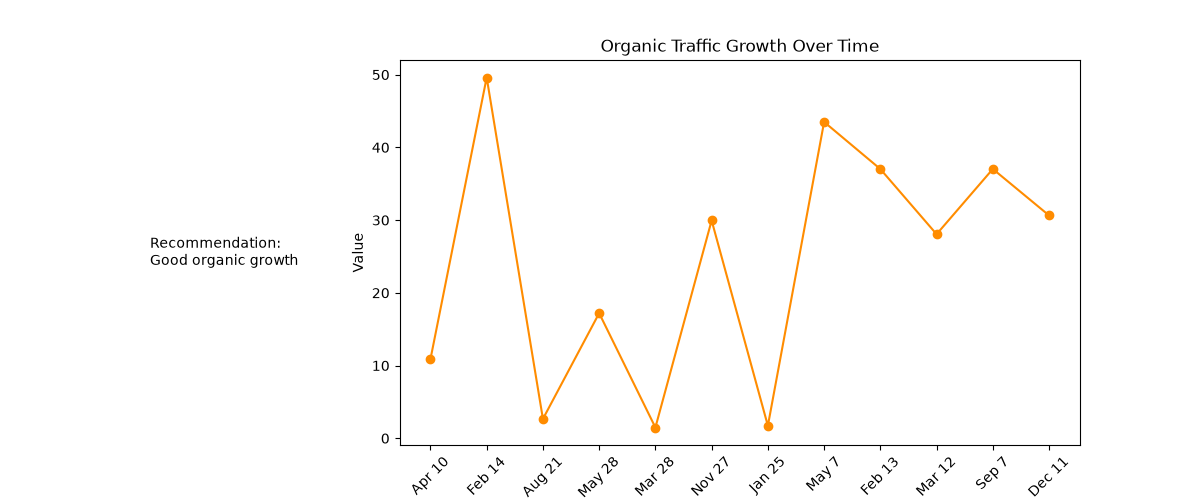 Organic Traffic Growth Over Time
Recommendation:
Good organic growth
Value
50
40
30
20
10
0
Apr 10
Feb 14
Aug 21
May 28
Mar 28
Nov 27
Jan 25
May 7
Feb 13
Mar 12
Sep 7
Dec 11